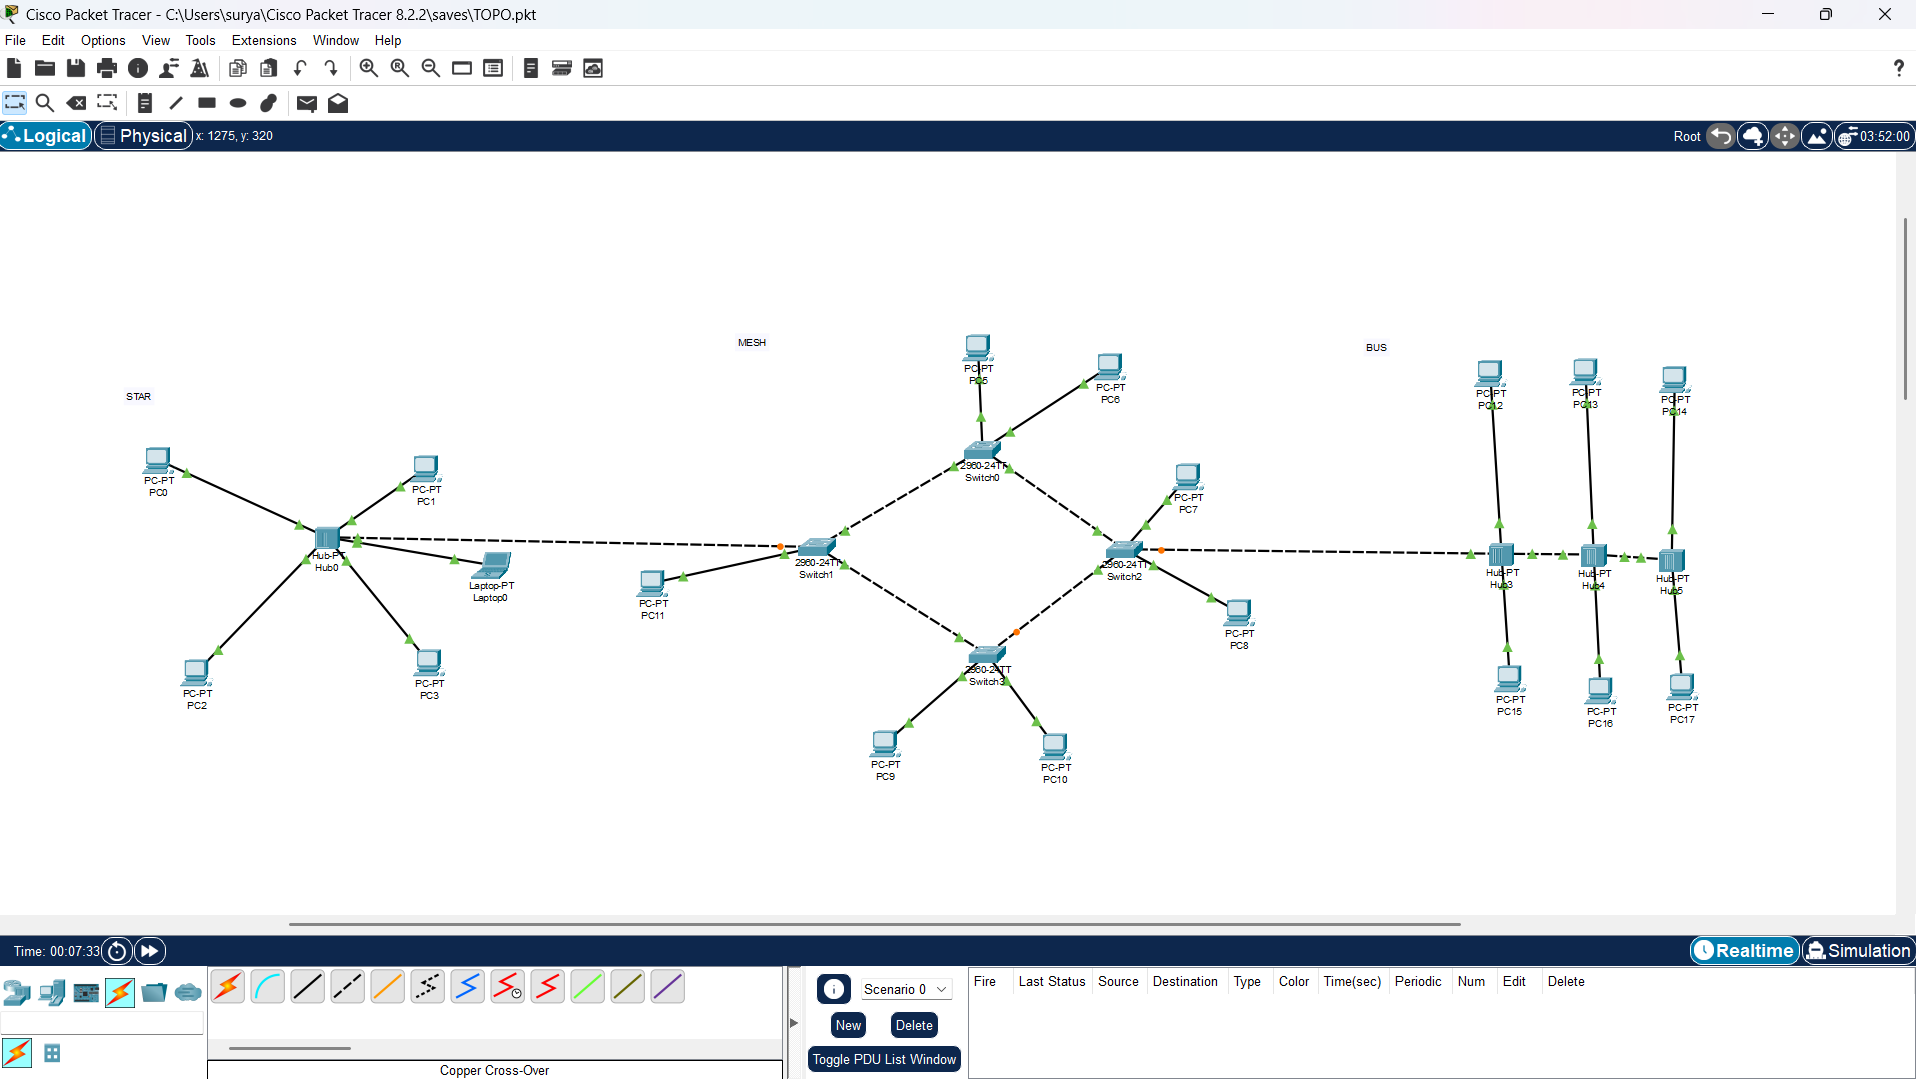 Cisco Packet Tracer - C:\Users\surya\Cisco Packet Tracer 8.2.2\saves\TOPO.pkt
File Edit Options View Tools Extensions Window Help
?
Logical Physical x: 1275, y: 320 Root 03:52:00
STAR
MESH
BUS
PC-PT
PC0
PC-PT
PC1
Hub-PT
Hub0
Laptop-PT
Laptop0
PC-PT
PC2
PC-PT
PC3
PC-PT
PC5
PC-PT
PC6
2960-24TT
Switch0
PC-PT
PC7
2960-24TT
Switch1
2960-24TT
Switch2
PC-PT
PC11
PC-PT
PC8
2960-24TT
Switch3
PC-PT
PC9
PC-PT
PC10
PC-PT
PC12
PC-PT
PC13
PC-PT
PC14
Hub-PT
Hub3
Hub-PT
Hub4
Hub-PT
Hub5
PC-PT
PC15
PC-PT
PC16
PC-PT
PC17
Time: 00:07:33 Realtime Simulation
Scenario 0
New Delete
Toggle PDU List Window
Fire Last Status Source Destination Type Color Time(sec) Periodic Num Edit Delete
Copper Cross-Over